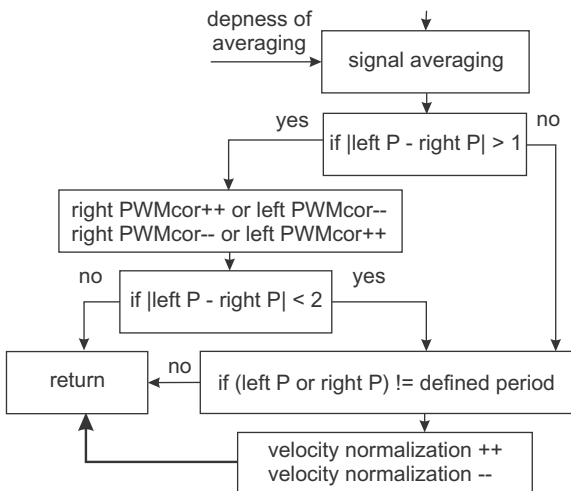 depness of
averaging
signal averaging
yes
no
if |left P - right P| > 1
right PWMcor++ or left PWMcor--
right PWMcor-- or left PWMcor++
no
yes
if |left P - right P| < 2
return
no
if (left P or right P) != defined period
velocity normalization ++
velocity normalization --